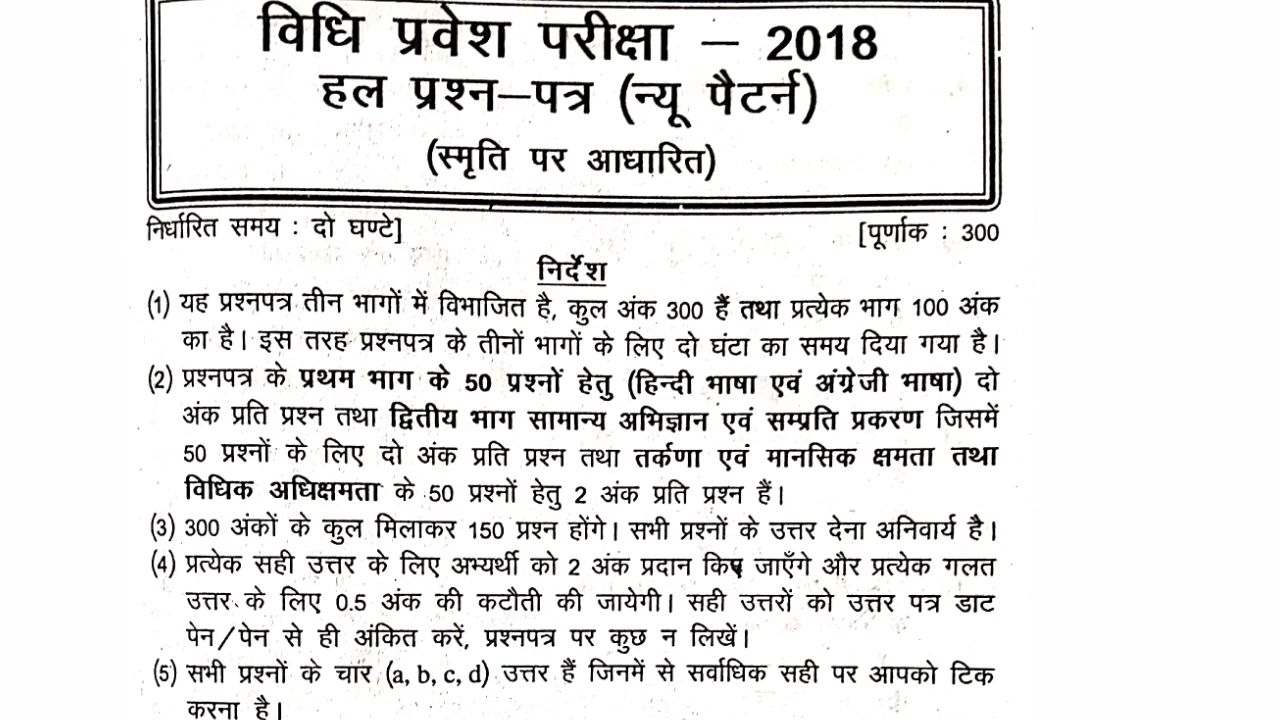 विधि प्रवेश परीक्षा – 2018
हल प्रश्न–पत्र (न्यू पैटर्न)
(स्मृति पर आधारित)
निर्धारित समय : दो घण्टे]
[पूर्णाक : 300
निर्देश
(1) यह प्रश्नपत्र तीन भागों में विभाजित है, कुल अंक 300 हैं तथा प्रत्येक भाग 100 अंक
का है। इस तरह प्रश्नपत्र के तीनों भागों के लिए दो घंटा का समय दिया गया है।
(2) प्रश्नपत्र के प्रथम भाग के 50 प्रश्नों हेतु (हिन्दी भाषा एवं अंग्रेजी भाषा) दो
अंक प्रति प्रश्न तथा द्वितीय भाग सामान्य अभिज्ञान एवं सम्प्रति प्रकरण जिसमें
50 प्रश्नों के लिए दो अंक प्रति प्रश्न तथा तर्कणा एवं मानसिक क्षमता तथा
विधिक अधिक्षमता के 50 प्रश्नों हेतु 2 अंक प्रति प्रश्न हैं।
(3) 300 अंकों के कुल मिलाकर 150 प्रश्न होंगे। सभी प्रश्नों के उत्तर देना अनिवार्य है।
(4) प्रत्येक सही उत्तर के लिए अभ्यर्थी को 2 अंक प्रदान किए जाएँगे और प्रत्येक गलत
उत्तर के लिए 0.5 अंक की कटौती की जायेगी। सही उत्तरों को उत्तर पत्र डाट
पेन/पेन से ही अंकित करें, प्रश्नपत्र पर कुछ न लिखें।
(5) सभी प्रश्नों के चार (a, b, c, d) उत्तर हैं जिनमें से सर्वाधिक सही पर आपको टिक
करना है।